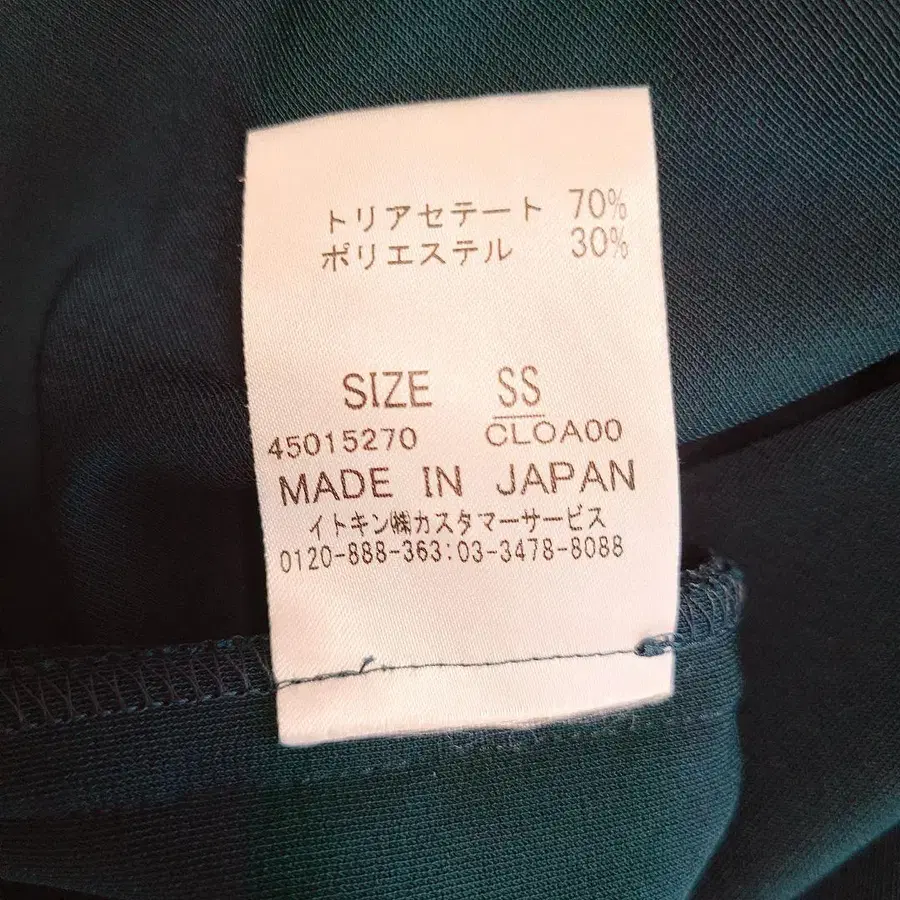 トリアセテート 70%
ポリエステル 30%
SIZE SS
45015270 CLOA00
MADE IN JAPAN
イトキン㈱カスタマーサービス
0120-888-363:03-3478-8088